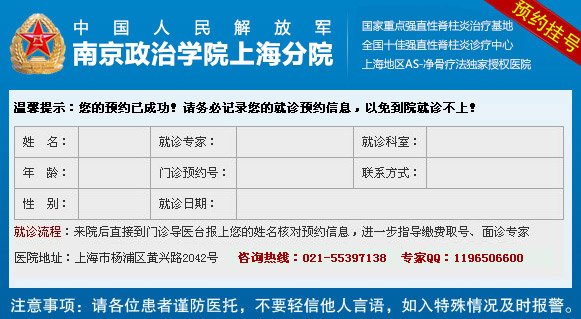 中国人民解放军
南京政治学院上海分院
国家重点强直性脊柱炎治疗基地
全国十佳强直性脊柱炎诊疗中心
上海地区AS-净骨疗法独家授权医院
预约挂号
温馨提示：您的预约已成功！请务必记录您的就诊预约信息，以免到院就诊不上！
姓 名： 就诊专家： 就诊科室：
年 龄： 门诊预约号： 联系方式：
性 别： 就诊日期：
就诊流程：来院后直接到门诊导医台报上您的姓名核对预约信息，进一步指导缴费取号、面诊专家
医院地址：上海市杨浦区黄兴路2042号 咨询热线：021-55397138 专家QQ：1196506600
注意事项：请各位患者谨防医托，不要轻信他人言语，如入特殊情况及时报警。